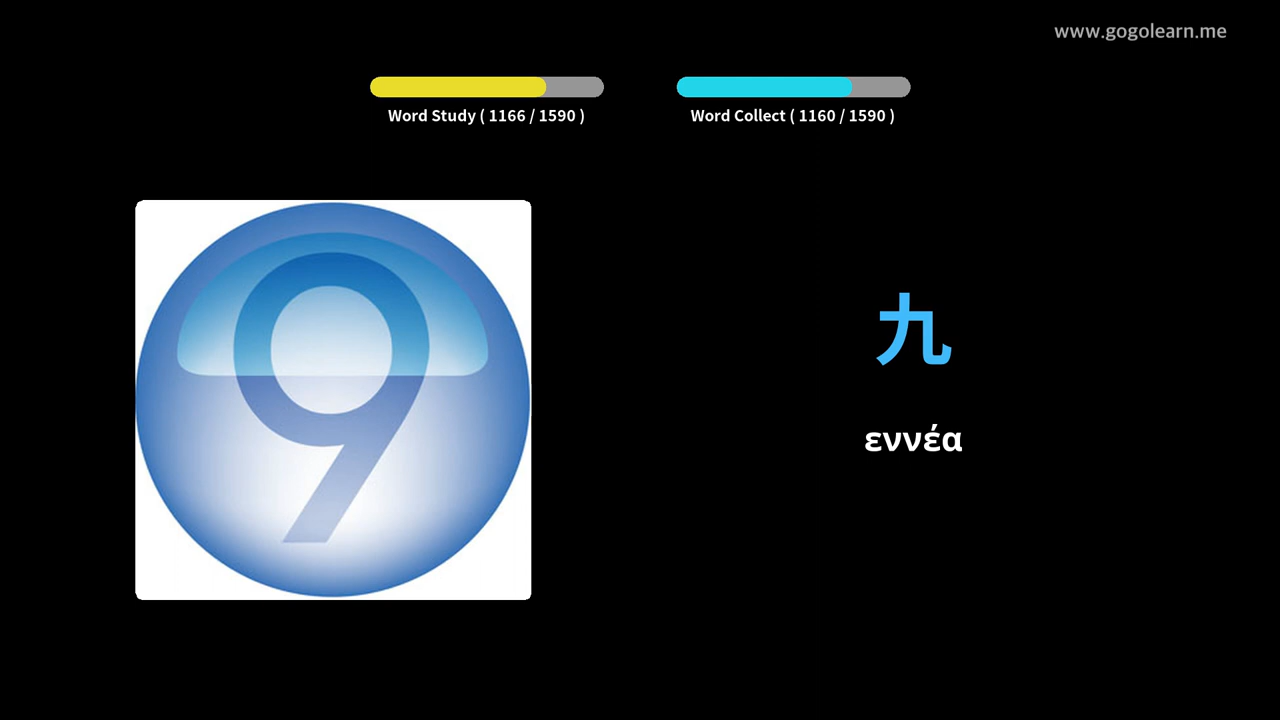 www.gogolearn.me
Word Study ( 1166 / 1590 )
Word Collect ( 1160 / 1590 )
9
九
εννέα